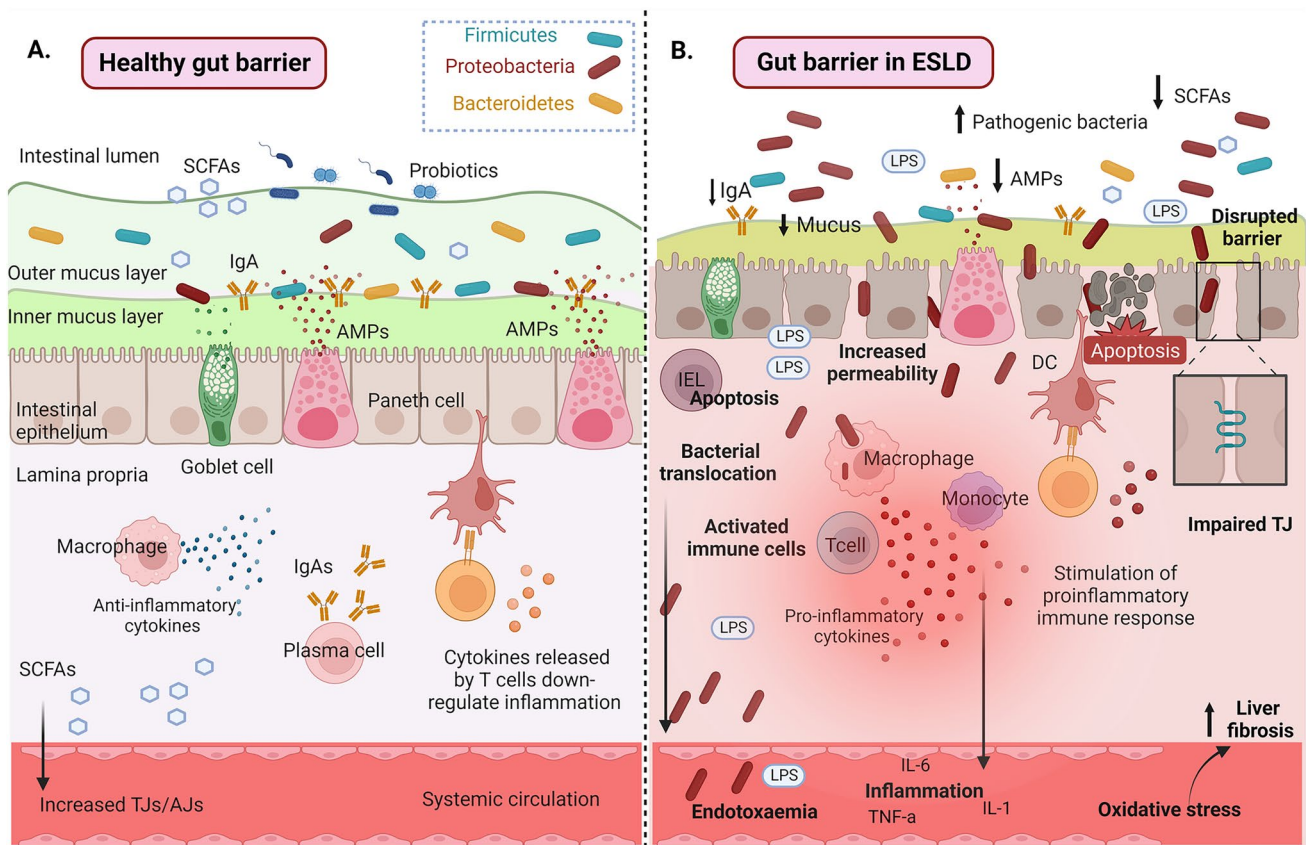 A.
Healthy gut barrier
Firmicutes
Proteobacteria
Bacteroidetes
Intestinal lumen
SCFAs
Probiotics
Outer mucus layer
IgA
Inner mucus layer
AMPs
AMPs
Intestinal
epithelium
Paneth cell
Lamina propria
Goblet cell
Macrophage
Anti-inflammatory
cytokines
IgAs
Plasma cell
Cytokines released
by T cells down-
regulate inflammation
SCFAs
Increased TJs/AJs
Systemic circulation
B.
Gut barrier in ESLD
SCFAs
Pathogenic bacteria
LPS
IgA
AMPs
LPS
Mucus
Disrupted
barrier
LPS
LPS
Increased
permeability
DC
Apoptosis
IEL
Apoptosis
Bacterial
translocation
Macrophage
Monocyte
Activated
immune cells
Tcell
Impaired TJ
Stimulation of
proinflammatory
immune response
Pro-inflammatory
cytokines
LPS
Liver
fibrosis
LPS
Endotoxaemia
IL-6
Inflammation
TNF-a
IL-1
Oxidative stress